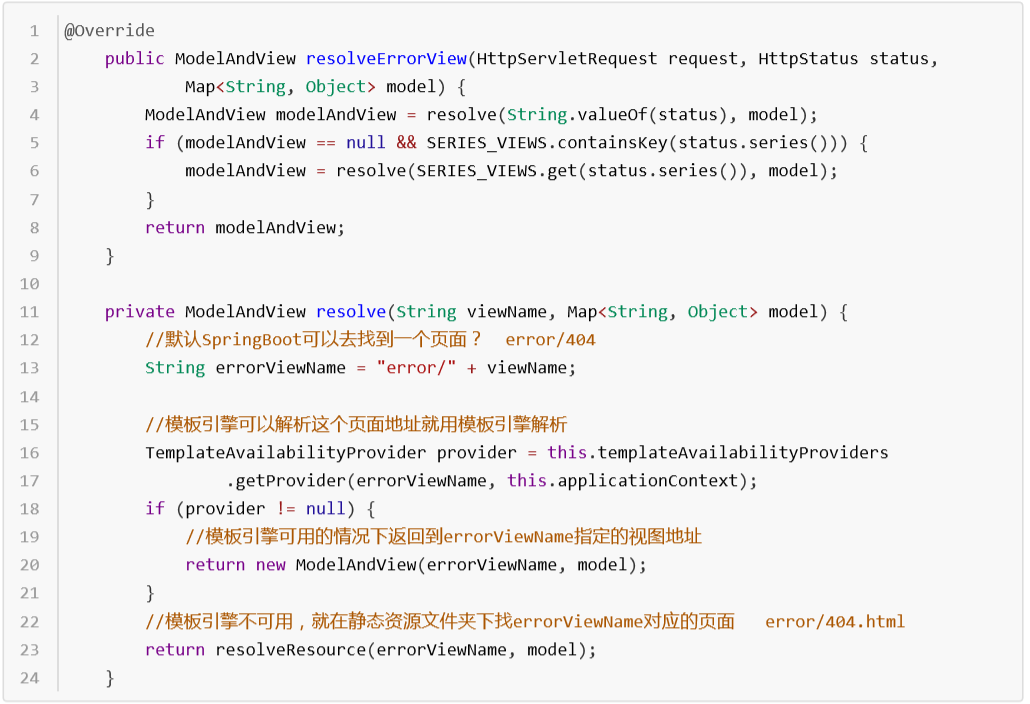 1 @Override
2     public ModelAndView resolveErrorView(HttpServletRequest request, HttpStatus status,
3             Map<String, Object> model) {
4         ModelAndView modelAndView = resolve(String.valueOf(status), model);
5         if (modelAndView == null && SERIES_VIEWS.containsKey(status.series())) {
6             modelAndView = resolve(SERIES_VIEWS.get(status.series()), model);
7         }
8         return modelAndView;
9     }
10
11     private ModelAndView resolve(String viewName, Map<String, Object> model) {
12         //默认SpringBoot可以去找到一个页面？  error/404
13         String errorViewName = "error/" + viewName;
14
15         //模板引擎可以解析这个页面地址就用模板引擎解析
16         TemplateAvailabilityProvider provider = this.templateAvailabilityProviders
17                 .getProvider(errorViewName, this.applicationContext);
18         if (provider != null) {
19             //模板引擎可用的情况下返回到errorViewName指定的视图地址
20             return new ModelAndView(errorViewName, model);
21         }
22         //模板引擎不可用，就在静态资源文件夹下找errorViewName对应的页面   error/404.html
23         return resolveResource(errorViewName, model);
24     }